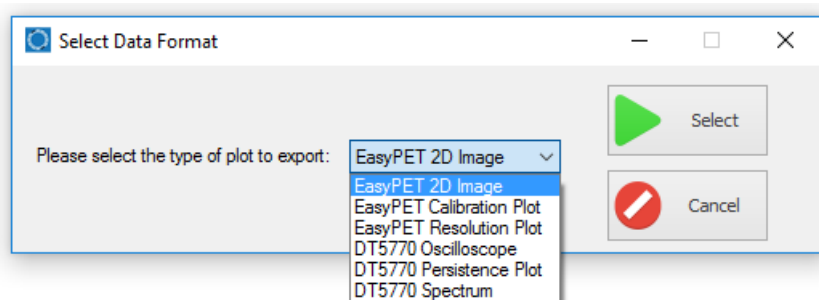 Select Data Format
Select
Please select the type of plot to export: EasyPET 2D Image
EasyPET 2D Image
EasyPET Calibration Plot
EasyPET Resolution Plot
DT5770 Oscilloscope
DT5770 Persistence Plot
DT5770 Spectrum
Cancel